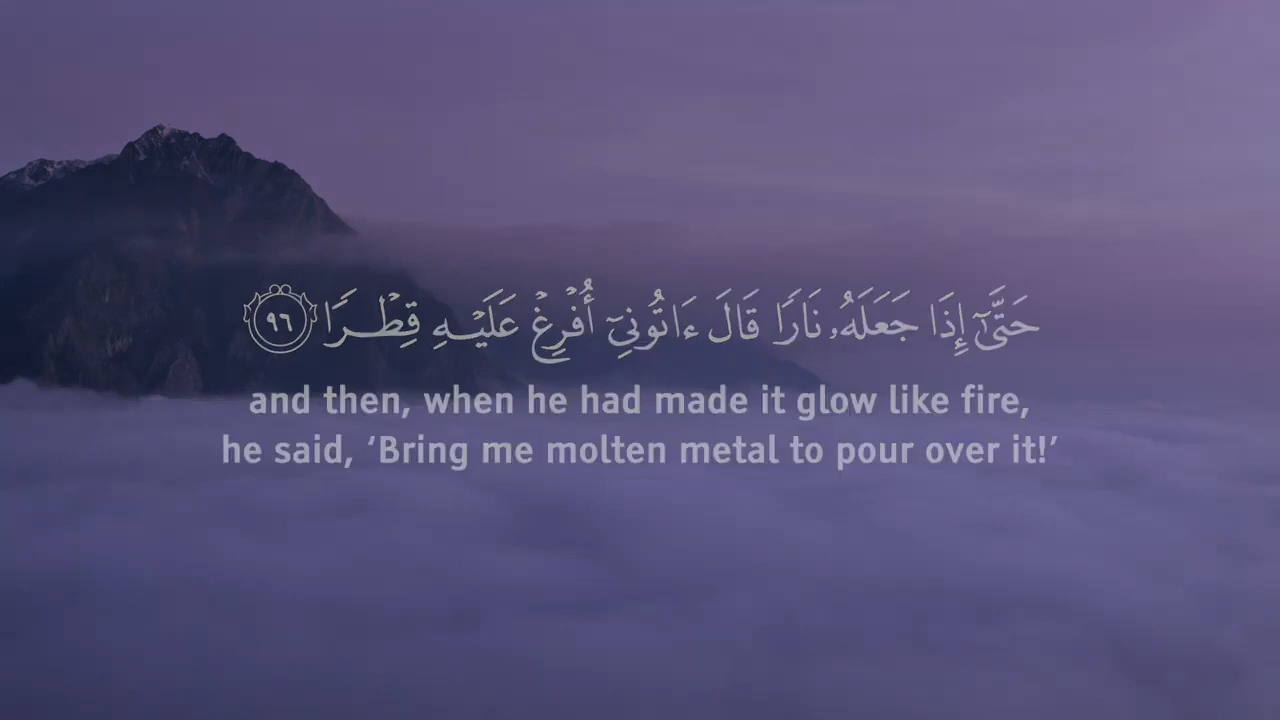 حَتَّىٰٓ إِذَا جَعَلَهُۥ نَارًا قَالَ ءَاتُونِىٓ أُفْرِغْ عَلَيْهِ قِطْرًا ٩٦
and then, when he had made it glow like fire,
he said, ‘Bring me molten metal to pour over it!’